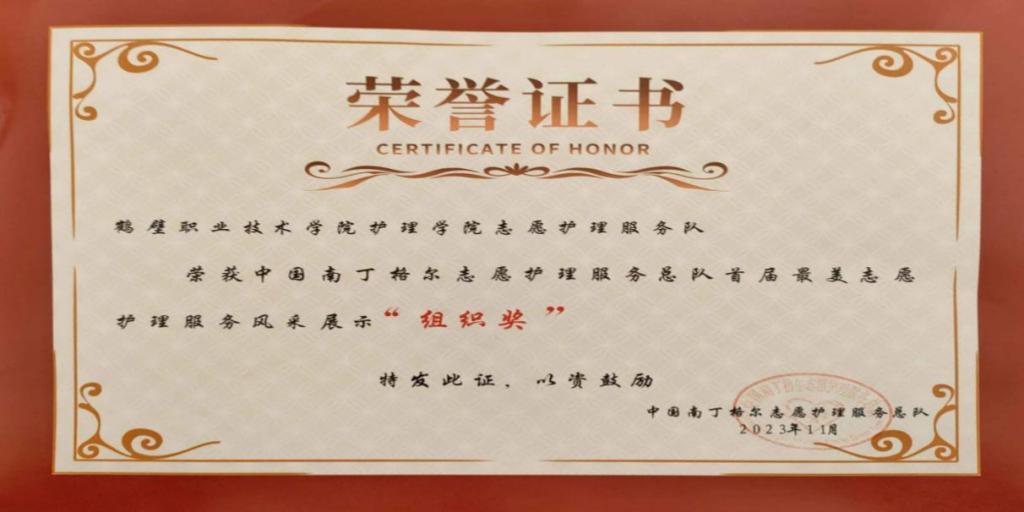 荣誉证书
CERTIFICATE OF HONOR
鹤壁职业技术学院护理学院志愿护理服务队
荣获中国南丁格尔志愿护理服务总队首届最美志愿
护理服务风采展示“组织奖”
特发此证，以资鼓励
中国南丁格尔志愿护理服务总队
2023年11月